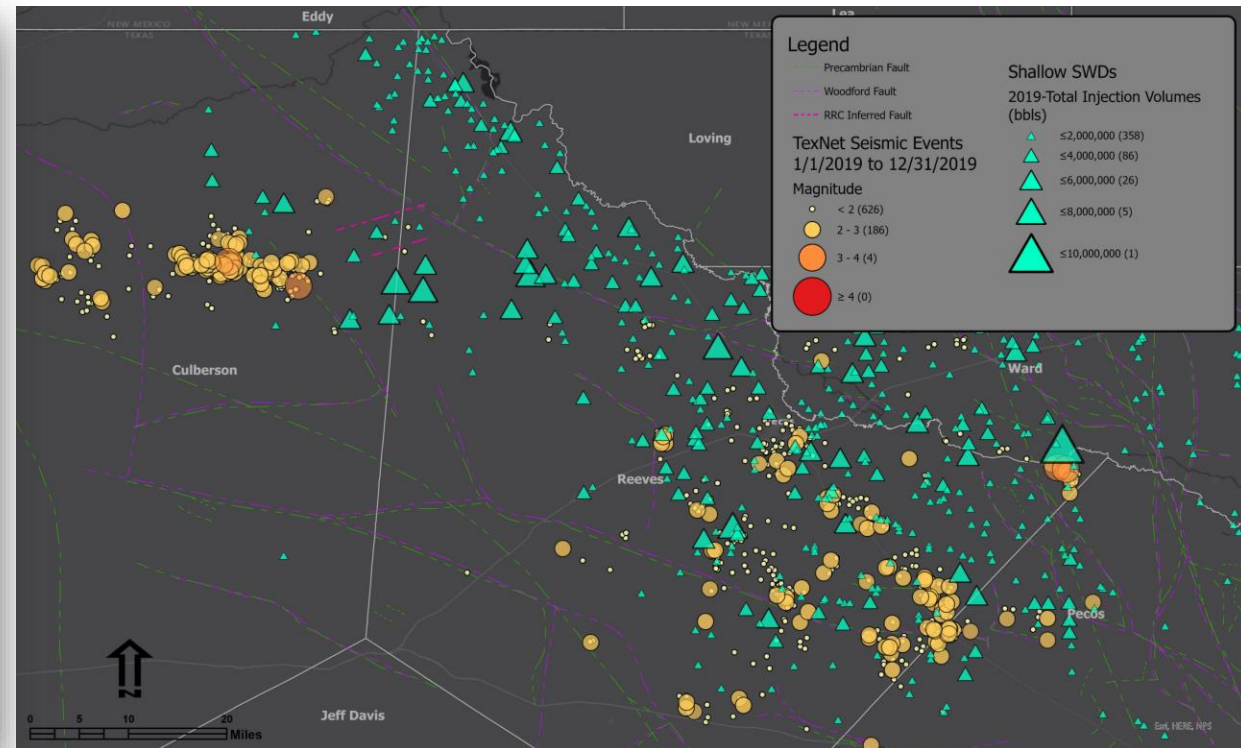 Eddy
Lea
NEW MEXICO
TEXAS
NEW MEXICO
TEXAS
Legend
Precambrian Fault
Woodford Fault
RRC Inferred Fault
TexNet Seismic Events
1/1/2019 to 12/31/2019
Magnitude
< 2 (626)
2 - 3 (186)
3 - 4 (4)
≥ 4 (0)
Shallow SWDs
2019-Total Injection Volumes
(bbls)
≤2,000,000 (358)
≤4,000,000 (86)
≤6,000,000 (26)
≤8,000,000 (5)
≤10,000,000 (1)
Loving
Culberson
Ward
Pecos
Reeves
Pecos
Jeff Davis
N
0 5 10 20
Miles
Esri, HERE, NPS